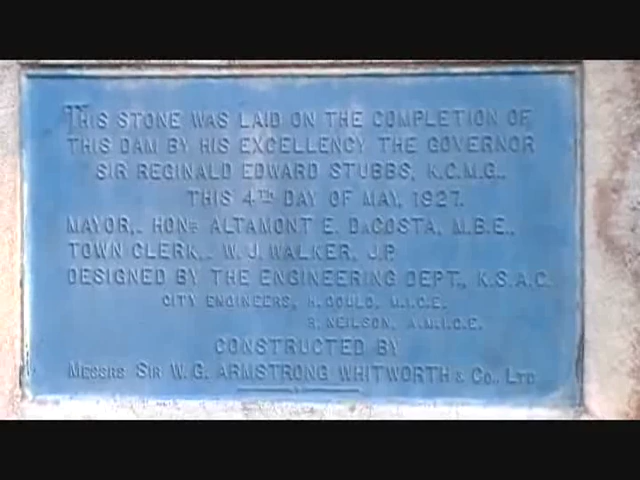 THIS STONE WAS LAID ON THE COMPLETION OF
THIS DAM BY HIS EXCELLENCY THE GOVERNOR
SIR REGINALD EDWARD STUBBS, K.C.M.G.,
THIS 4TH DAY OF MAY, 1927.
MAYOR,. HONE ALTAMONT E. DACOSTA, M.B.E.,
TOWN CLERK,. W. J. WALKER, J.P.
DESIGNED BY THE ENGINEERING DEPT., K.S.A.C.
CITY ENGINEERS, H. GOULD, M.I.C.E.
R. NEILSON, A.M.I.C.E.
CONSTRUCTED BY
MESSRS SIR W. G. ARMSTRONG WHITWORTH & CO., LTD